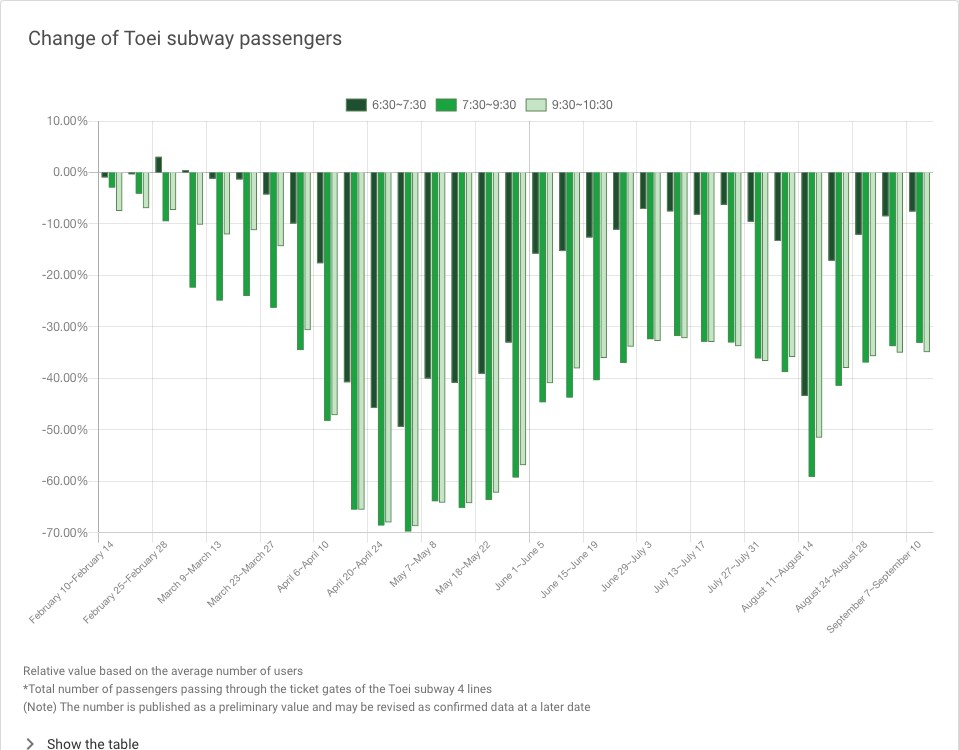 Change of Toei subway passengers
6:30~7:30 7:30~9:30 9:30~10:30
10.00%
0.00%
-10.00%
-20.00%
-30.00%
-40.00%
-50.00%
-60.00%
-70.00%
February 10~February 14
February 25~February 28
March 9~March 13
March 23~March 27
April 6~April 10
April 20~April 24
May 7~May 8
May 18~May 22
June 1~June 5
June 15~June 19
June 29~July 3
July 13~July 17
July 27~July 31
August 11~August 14
August 24~August 28
September 7~September 10
Relative value based on the average number of users
*Total number of passengers passing through the ticket gates of the Toei subway 4 lines
(Note) The number is published as a preliminary value and may be revised as confirmed data at a later date
Show the table